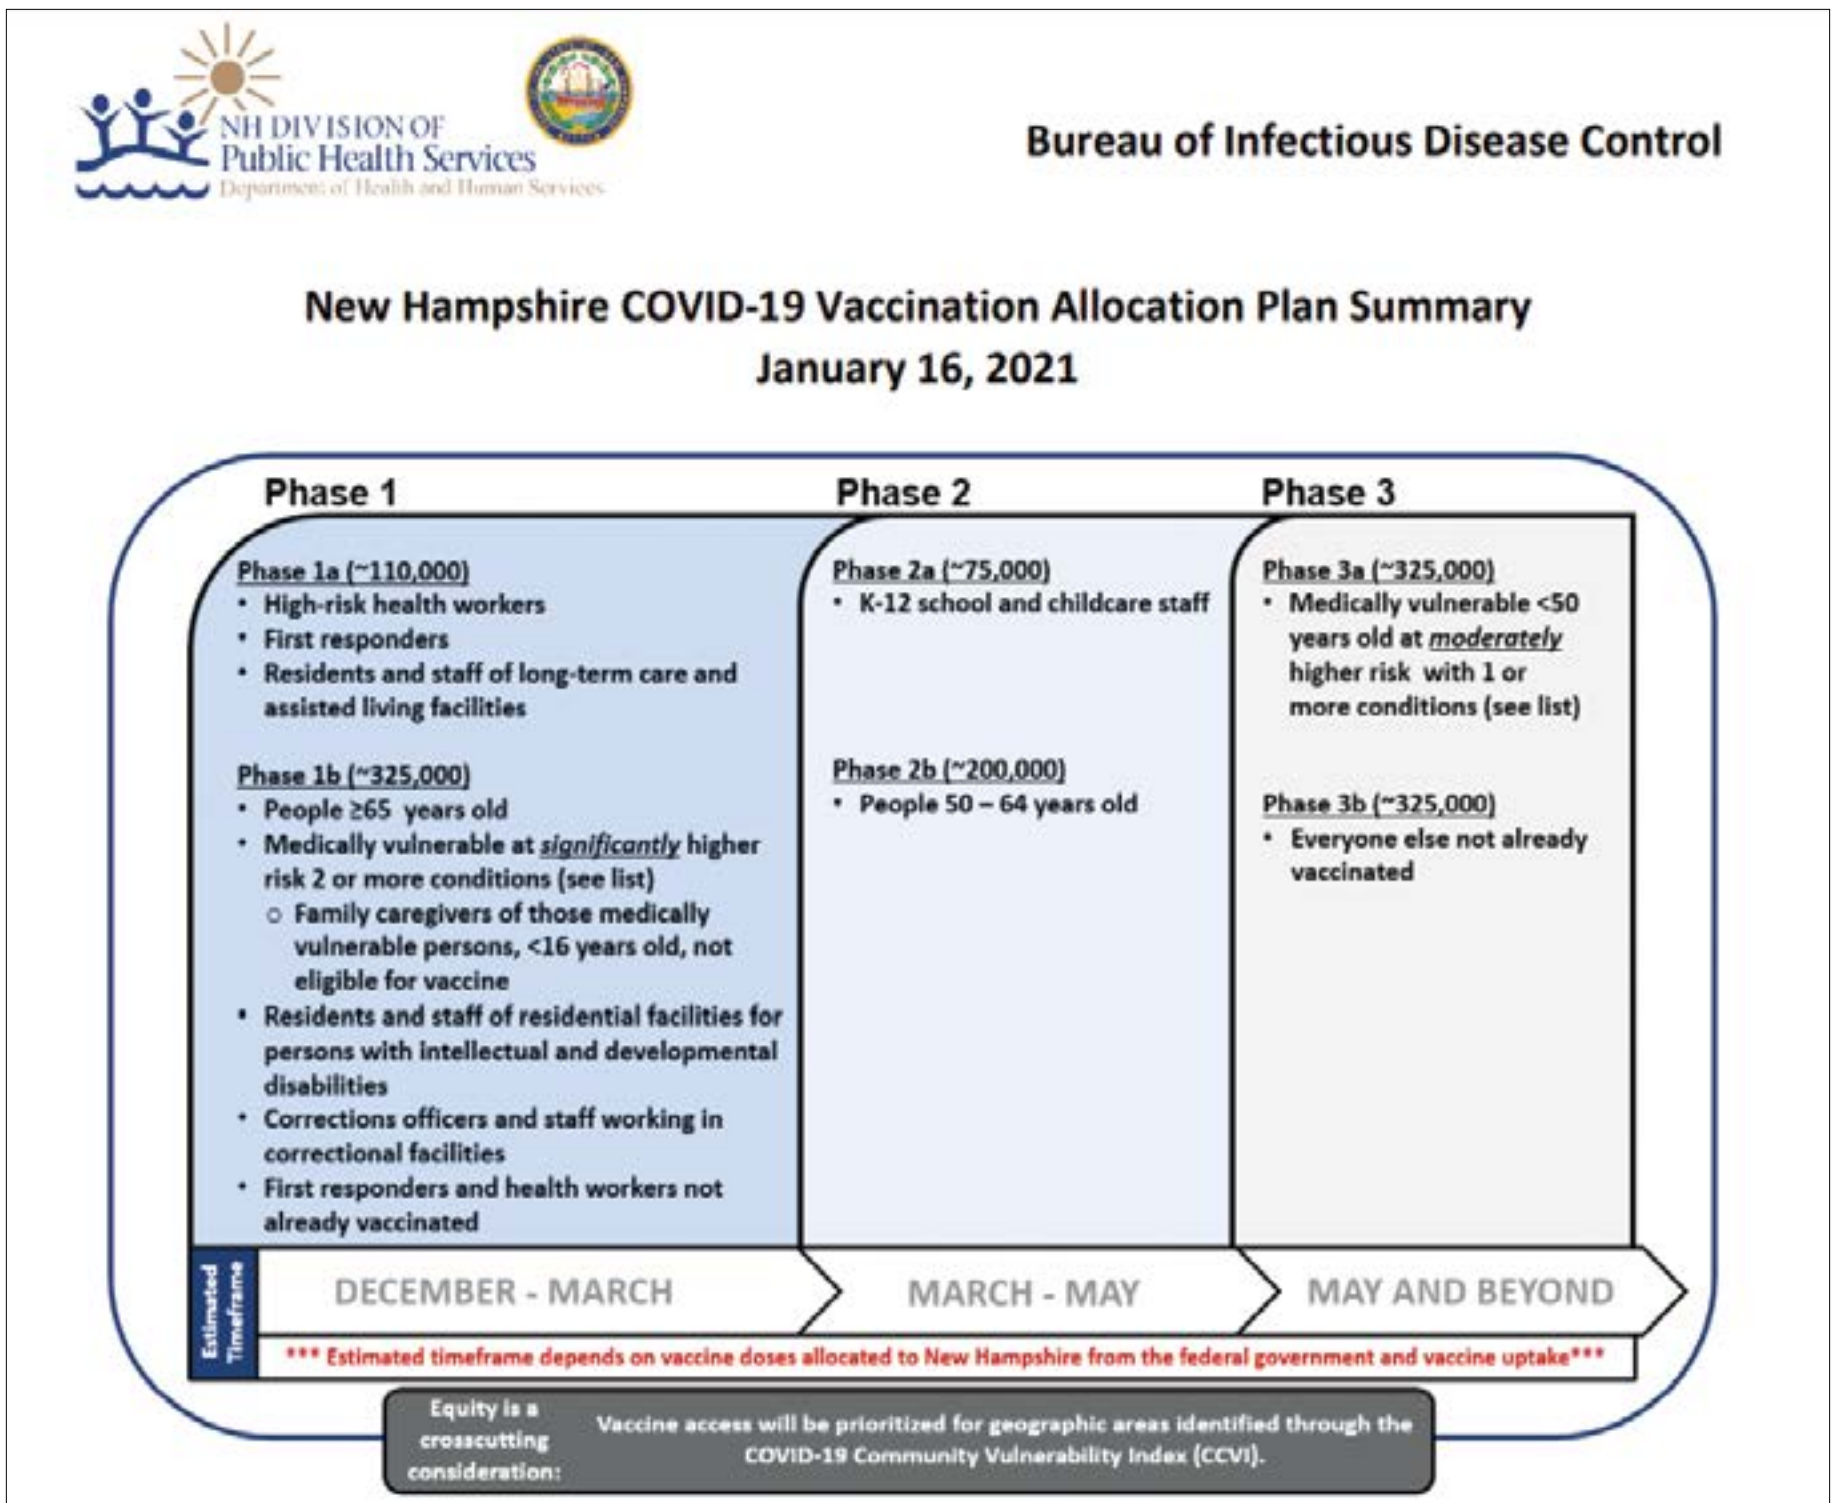 NH DIVISION OF
Public Health Services
Department of Health and Human Services
Bureau of Infectious Disease Control
New Hampshire COVID-19 Vaccination Allocation Plan Summary
January 16, 2021
Phase 1
Phase 1a (~110,000)
• High-risk health workers
• First responders
• Residents and staff of long-term care and
assisted living facilities
Phase 1b (~325,000)
• People ≥65 years old
• Medically vulnerable at significantly higher
risk 2 or more conditions (see list)
o Family caregivers of those medically
vulnerable persons, <16 years old, not
eligible for vaccine
• Residents and staff of residential facilities for
persons with intellectual and developmental
disabilities
• Corrections officers and staff working in
correctional facilities
• First responders and health workers not
already vaccinated
Phase 2
Phase 2a (~75,000)
• K-12 school and childcare staff
Phase 2b (~200,000)
• People 50 – 64 years old
Phase 3
Phase 3a (~325,000)
• Medically vulnerable <50
years old at moderately
higher risk with 1 or
more conditions (see list)
Phase 3b (~325,000)
• Everyone else not already
vaccinated
Estimated
Timeframe
DECEMBER - MARCH
MARCH - MAY
MAY AND BEYOND
*** Estimated timeframe depends on vaccine doses allocated to New Hampshire from the federal government and vaccine uptake***
Equity is a
crosscutting
consideration:
Vaccine access will be prioritized for geographic areas identified through the
COVID-19 Community Vulnerability Index (CCVI).